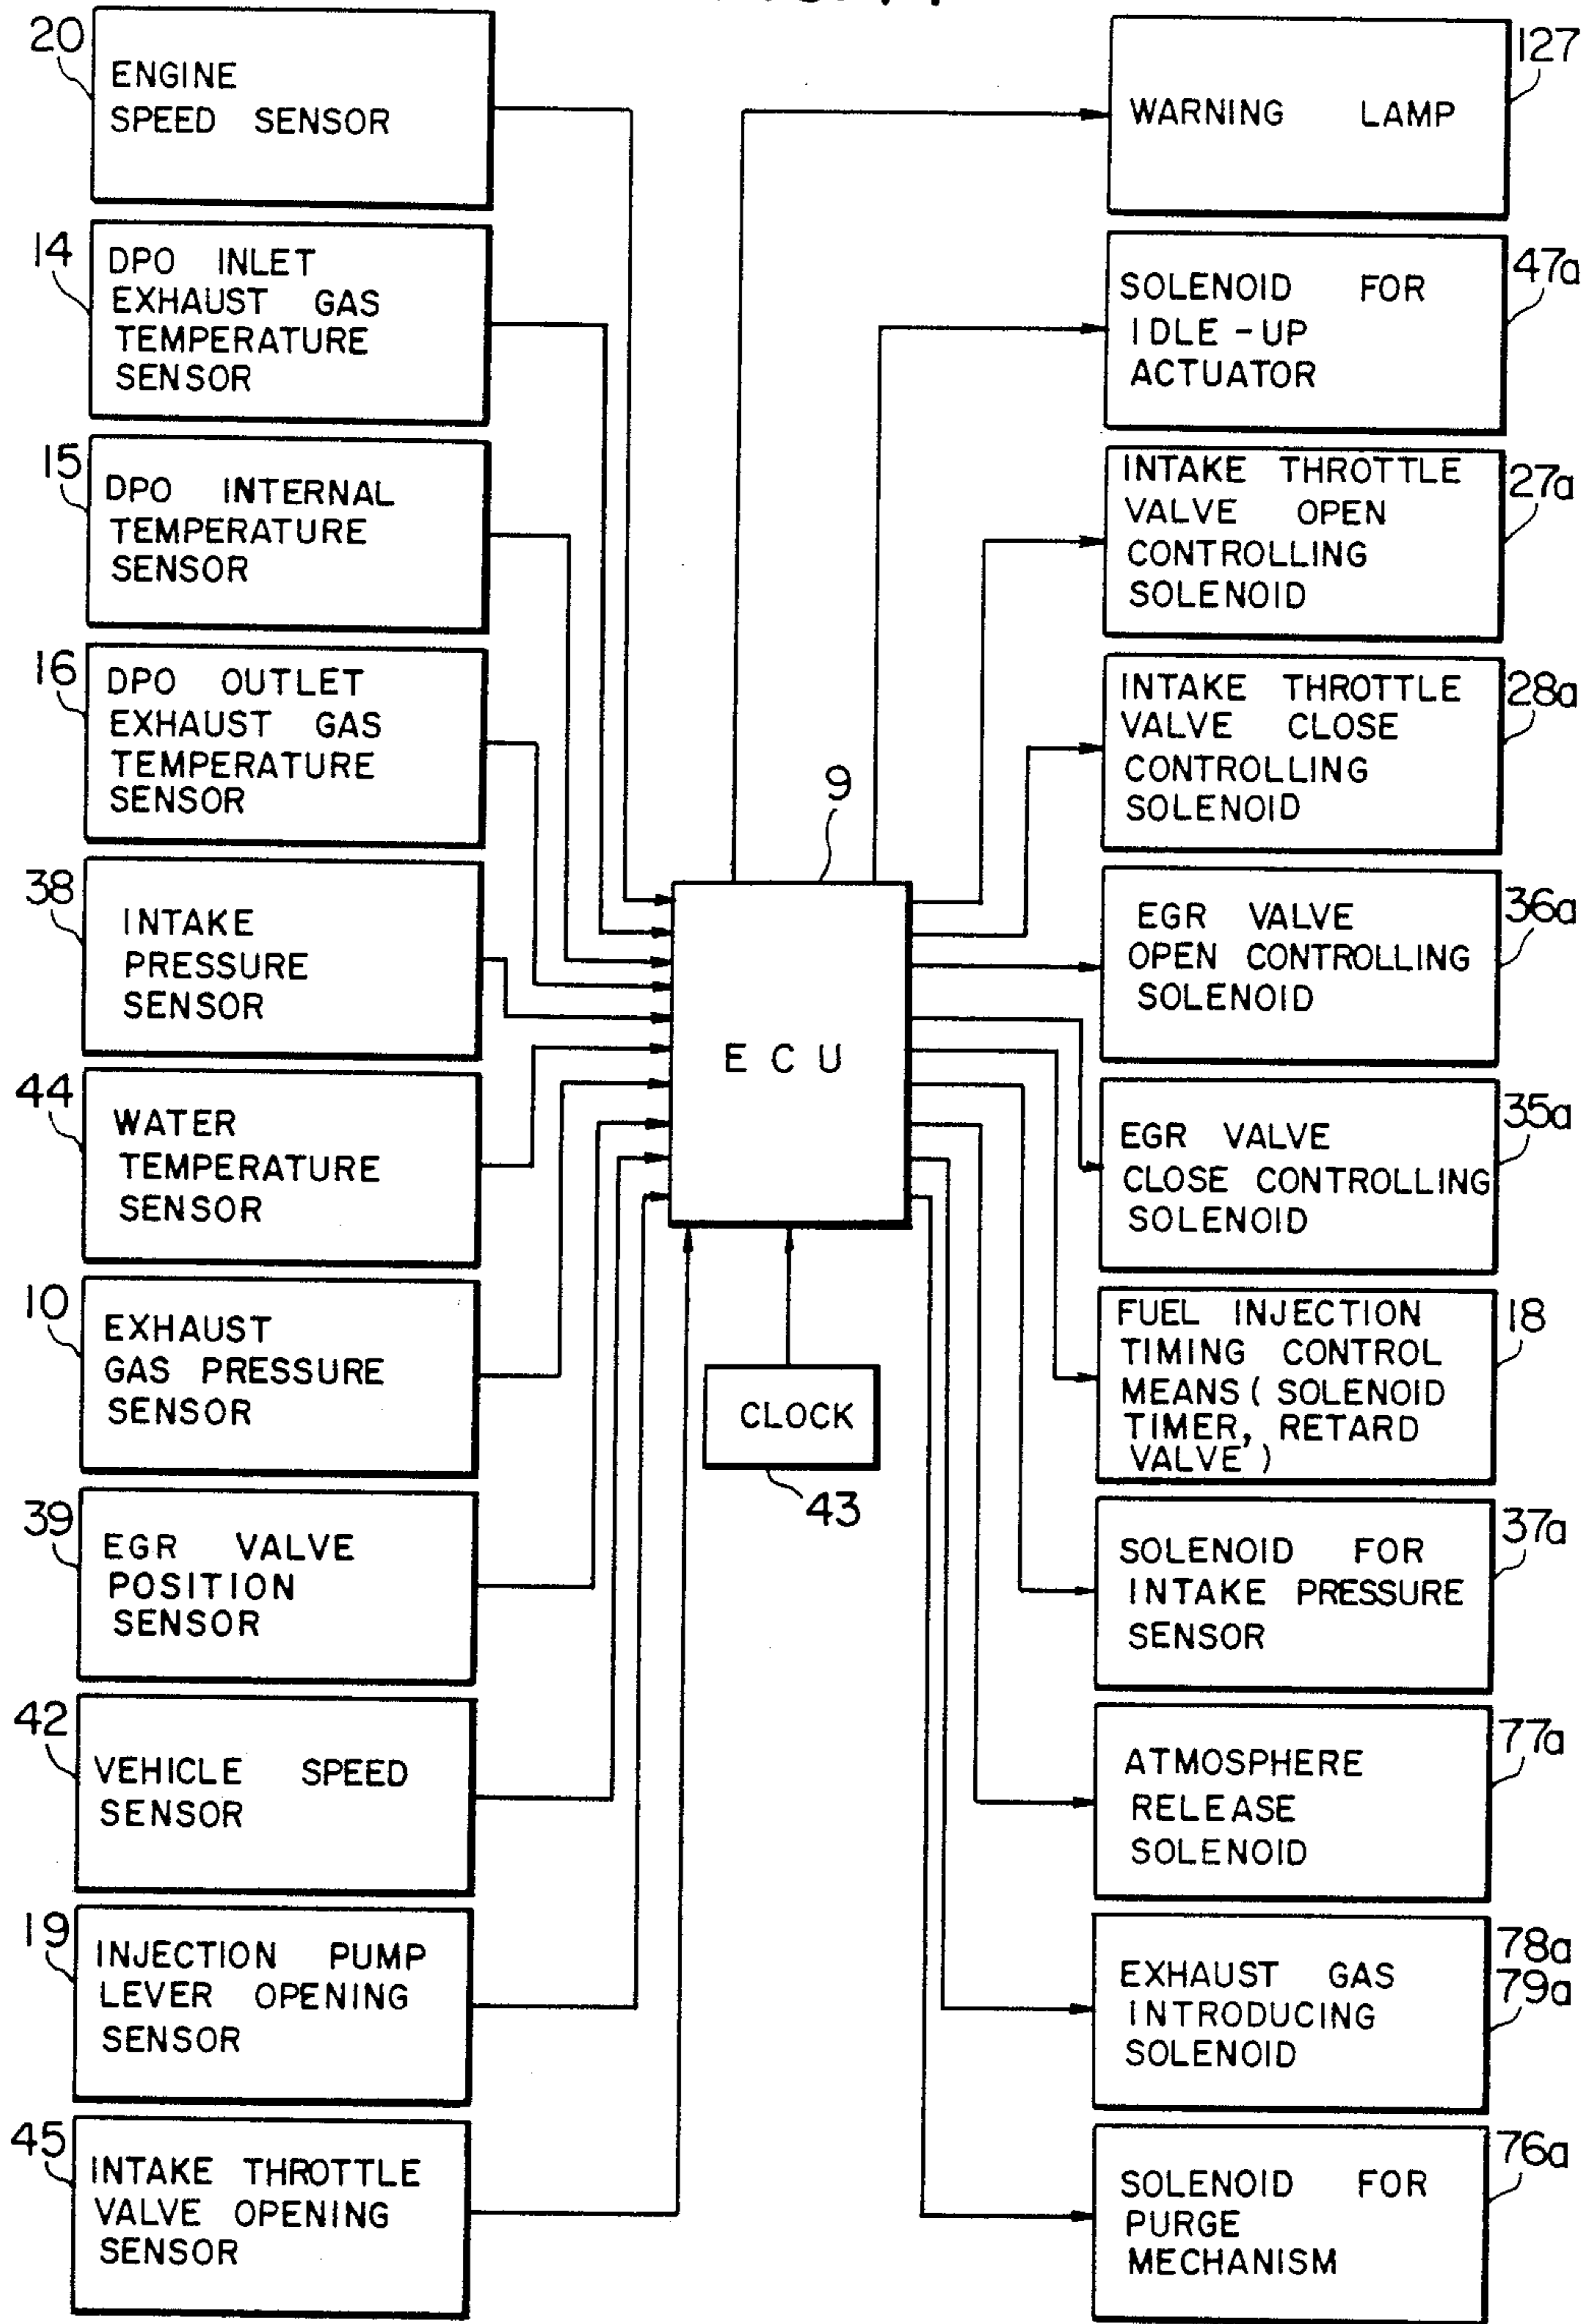 20
ENGINE
SPEED SENSOR
14
DPO INLET
EXHAUST GAS
TEMPERATURE
SENSOR
15
DPO INTERNAL
TEMPERATURE
SENSOR
16
DPO OUTLET
EXHAUST GAS
TEMPERATURE
SENSOR
38
INTAKE
PRESSURE
SENSOR
44
WATER
TEMPERATURE
SENSOR
10
EXHAUST
GAS PRESSURE
SENSOR
39
EGR VALVE
POSITION
SENSOR
42
VEHICLE SPEED
SENSOR
19
INJECTION PUMP
LEVER OPENING
SENSOR
45
INTAKE THROTTLE
VALVE OPENING
SENSOR
9
ECU
CLOCK
43
127
WARNING LAMP
47a
SOLENOID FOR
IDLE-UP
ACTUATOR
27a
INTAKE THROTTLE
VALVE OPEN
CONTROLLING
SOLENOID
28a
INTAKE THROTTLE
VALVE CLOSE
CONTROLLING
SOLENOID
36a
EGR VALVE
OPEN CONTROLLING
SOLENOID
35a
EGR VALVE
CLOSE CONTROLLING
SOLENOID
18
FUEL INJECTION
TIMING CONTROL
MEANS (SOLENOID
TIMER, RETARD
VALVE)
37a
SOLENOID FOR
INTAKE PRESSURE
SENSOR
77a
ATMOSPHERE
RELEASE
SOLENOID
78a
79a
EXHAUST GAS
INTRODUCING
SOLENOID
76a
SOLENOID FOR
PURGE
MECHANISM